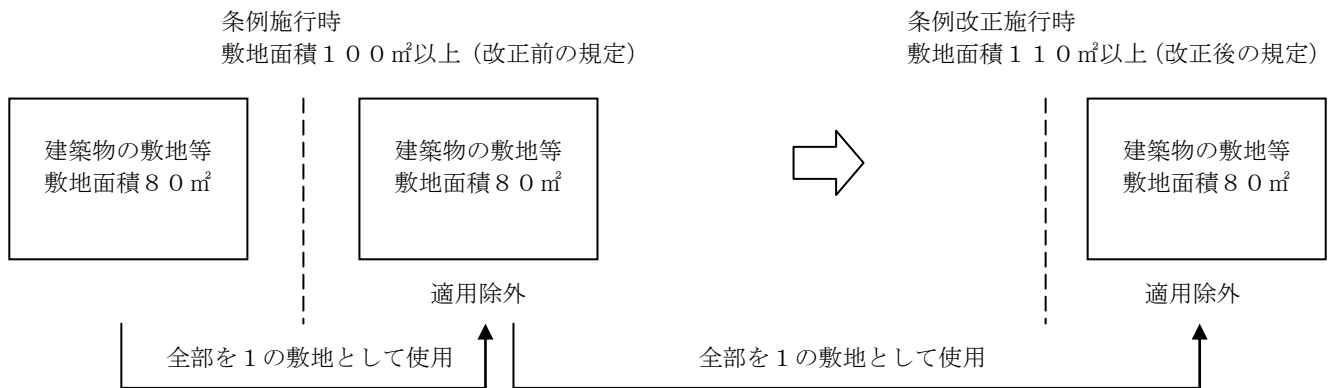 条例施行時
敷地面積１００㎡以上（改正前の規定）
条例改正施行時
敷地面積１１０㎡以上（改正後の規定）
建築物の敷地等
敷地面積８０㎡
建築物の敷地等
敷地面積８０㎡
建築物の敷地等
敷地面積８０㎡
適用除外
適用除外
全部を１の敷地として使用
全部を１の敷地として使用